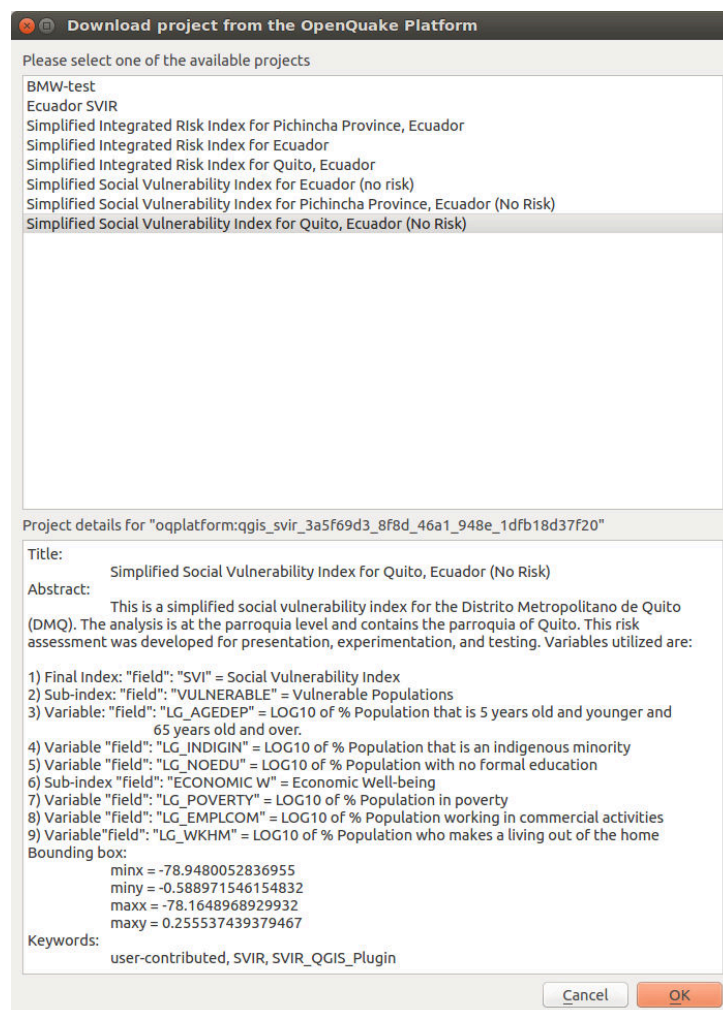 Download project from the OpenQuake Platform
Please select one of the available projects
BMW-test
Ecuador SVIR
Simplified Integrated RIsk Index for Pichincha Province, Ecuador
Simplified Integrated Risk Index for Ecuador
Simplified Integrated Risk Index for Quito, Ecuador
Simplified Social Vulnerability Index for Ecuador (no risk)
Simplified Social Vulnerability Index for Pichincha Province, Ecuador (No Risk)
Simplified Social Vulnerability Index for Quito, Ecuador (No Risk)
Project details for "oqplatform:qgis_svir_3a5f69d3_8f8d_46a1_948e_1dfb18d37f20"
Title:
Simplified Social Vulnerability Index for Quito, Ecuador (No Risk)
Abstract:
This is a simplified social vulnerability index for the Distrito Metropolitano de Quito
(DMQ). The analysis is at the parroquia level and contains the parroquia of Quito. This risk
assessment was developed for presentation, experimentation, and testing. Variables utilized are:
1) Final Index: "field": "SVI" = Social Vulnerability Index
2) Sub-index: "field": "VULNERABLE" = Vulnerable Populations
3) Variable: "field": "LG_AGEDEP" = LOG10 of % Population that is 5 years old and younger and
65 years old and over.
4) Variable "field": "LG_INDIGIN" = LOG10 of % Population that is an indigenous minority
5) Variable "field": "LG_NOEDU" = LOG10 of % Population with no formal education
6) Sub-index "field": "ECONOMIC W" = Economic Well-being
7) Variable "field": "LG_POVERTY" = LOG10 of % Population in poverty
8) Variable "field": "LG_EMPLCOM" = LOG10 of % Population working in commercial activities
9) Variable"field": "LG_WKHM" = LOG10 of % Population who makes a living out of the home
Bounding box:
minx = -78.9480052836955
miny = -0.588971546154832
maxx = -78.1648968929932
maxy = 0.255537439379467
Keywords:
user-contributed, SVIR, SVIR_QGIS_Plugin
Cancel
OK